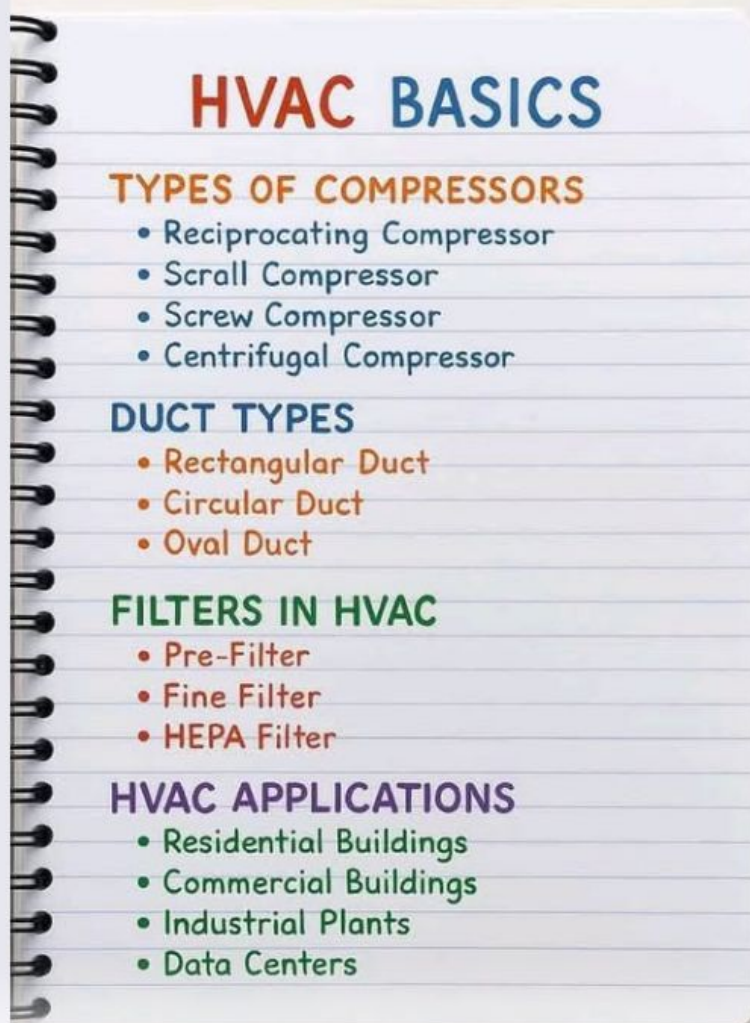 HVAC BASICS
TYPES OF COMPRESSORS
• Reciprocating Compressor
• Scrall Compressor
• Screw Compressor
• Centrifugal Compressor
DUCT TYPES
• Rectangular Duct
• Circular Duct
• Oval Duct
FILTERS IN HVAC
• Pre-Filter
• Fine Filter
• HEPA Filter
HVAC APPLICATIONS
• Residential Buildings
• Commercial Buildings
• Industrial Plants
• Data Centers